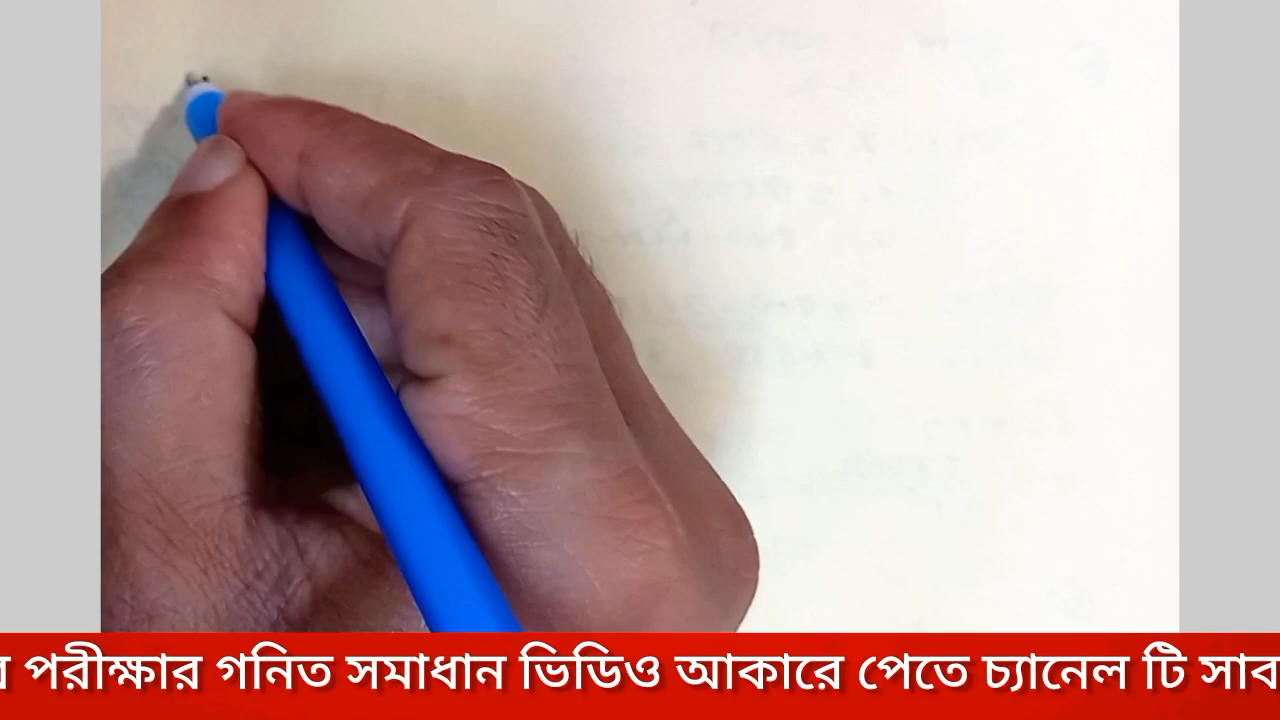 পরীক্ষার গনিত সমাধান ভিডিও আকারে পেতে চ্যানেল টি সাব